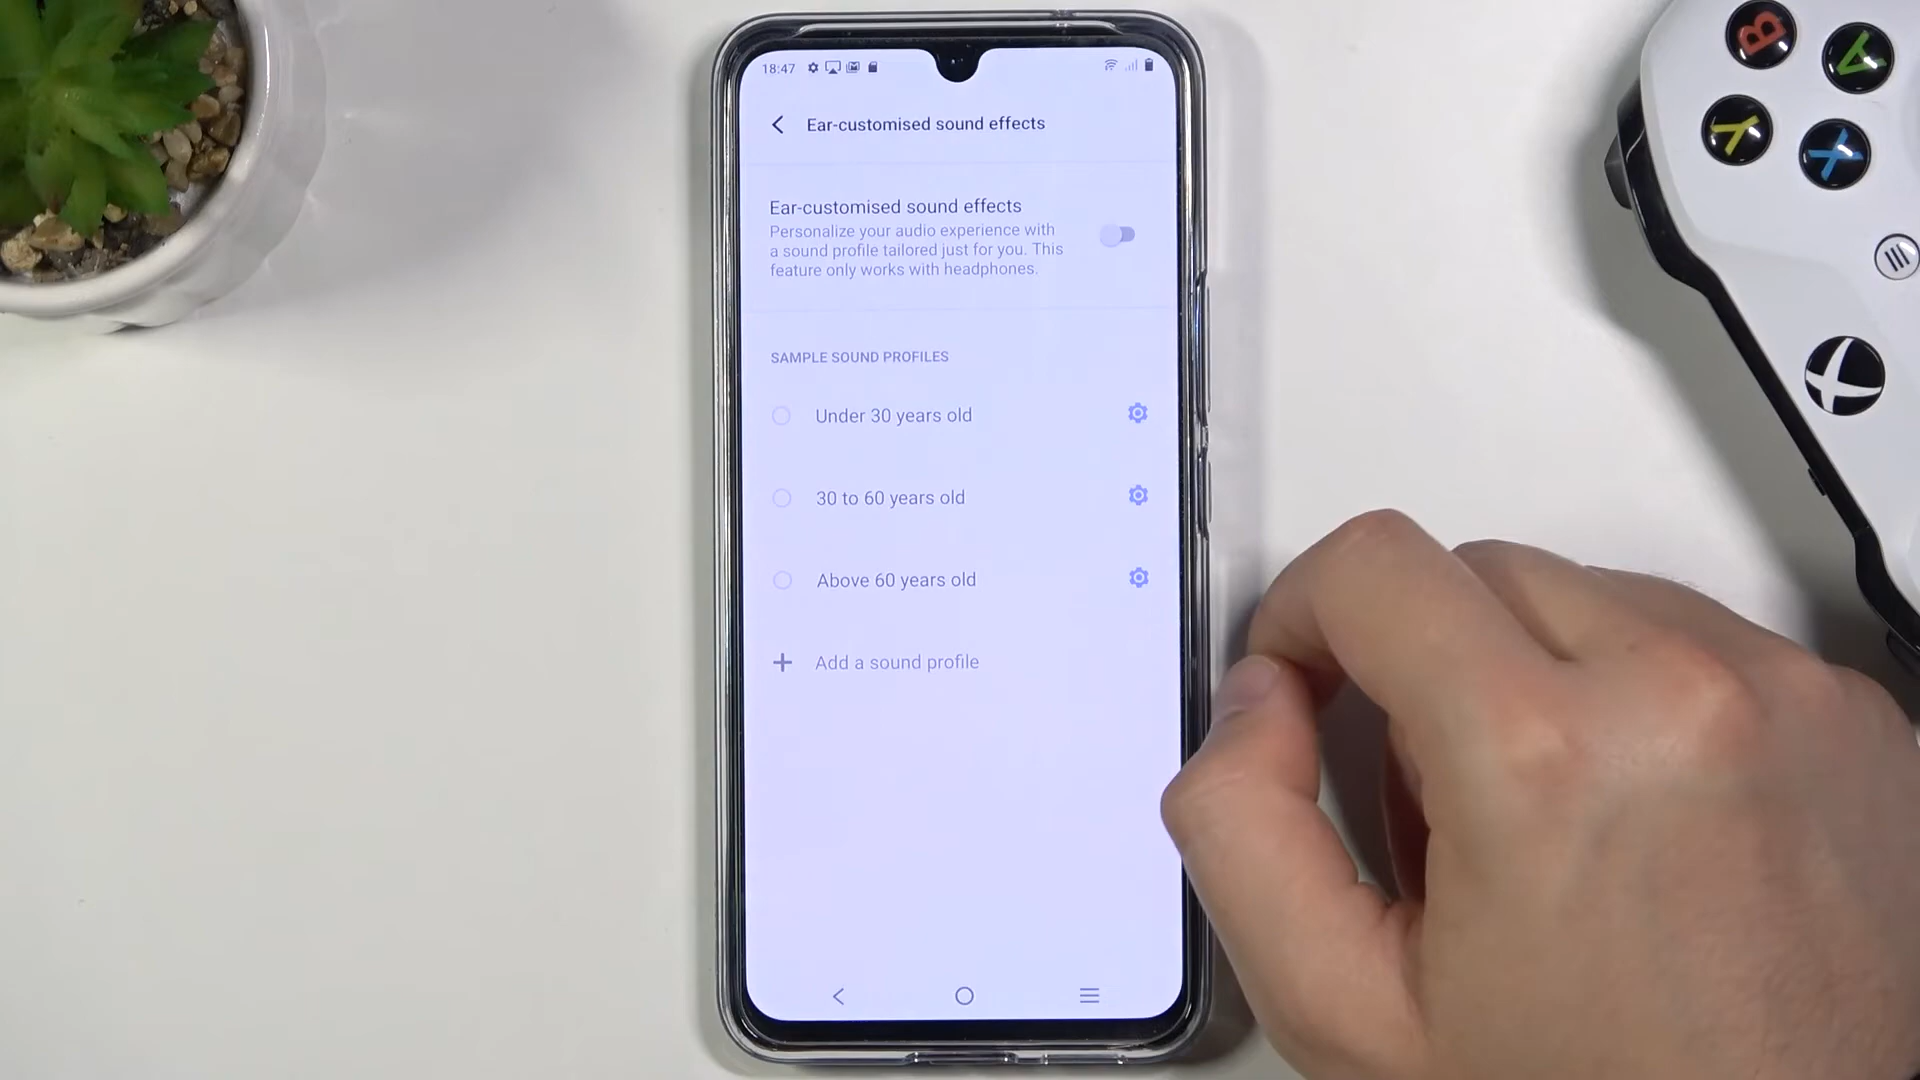 18:47
Ear-customised sound effects
Ear-customised sound effects
Personalize your audio experience with
a sound profile tailored just for you. This
feature only works with headphones.
SAMPLE SOUND PROFILES
Under 30 years old
30 to 60 years old
Above 60 years old
Add a sound profile
B
A
Y
X